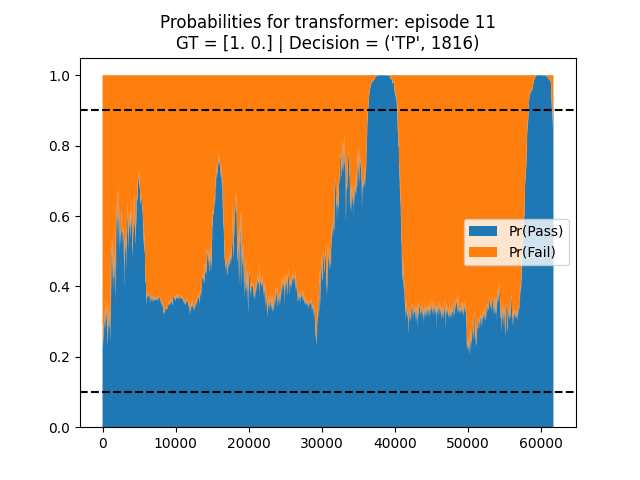 Probabilities for transformer: episode 11
GT = [1. 0.] | Decision = ('TP', 1816)
1.0
0.8
0.6
0.4
0.2
0.0
Pr(Pass)
Pr(Fail)
0 10000 20000 30000 40000 50000 60000